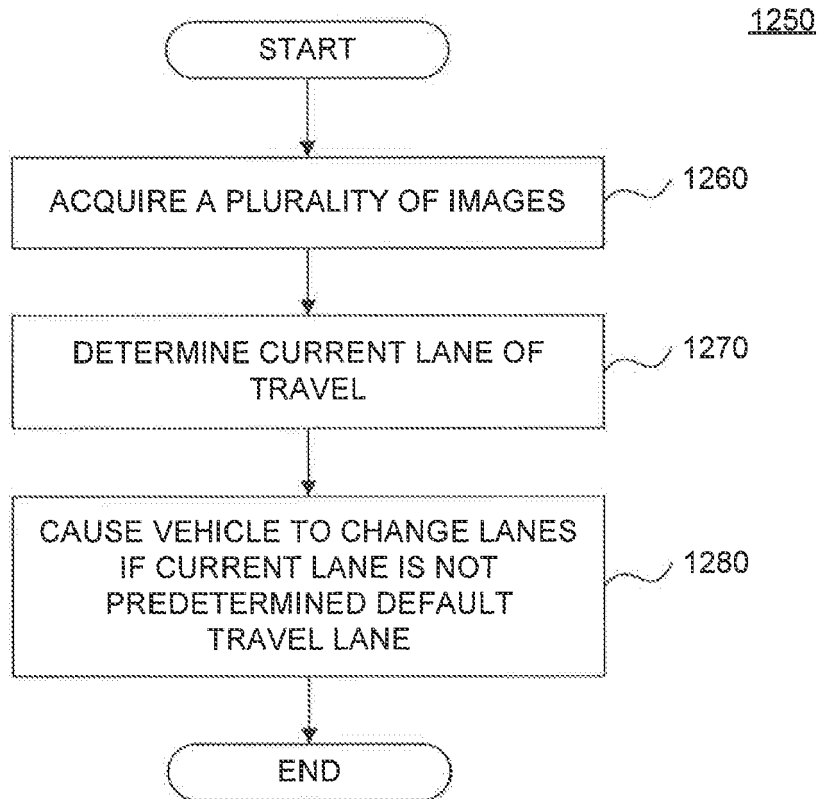 1250
START
ACQUIRE A PLURALITY OF IMAGES
1260
DETERMINE CURRENT LANE OF
TRAVEL
1270
CAUSE VEHICLE TO CHANGE LANES
IF CURRENT LANE IS NOT
PREDETERMINED DEFAULT
TRAVEL LANE
1280
END